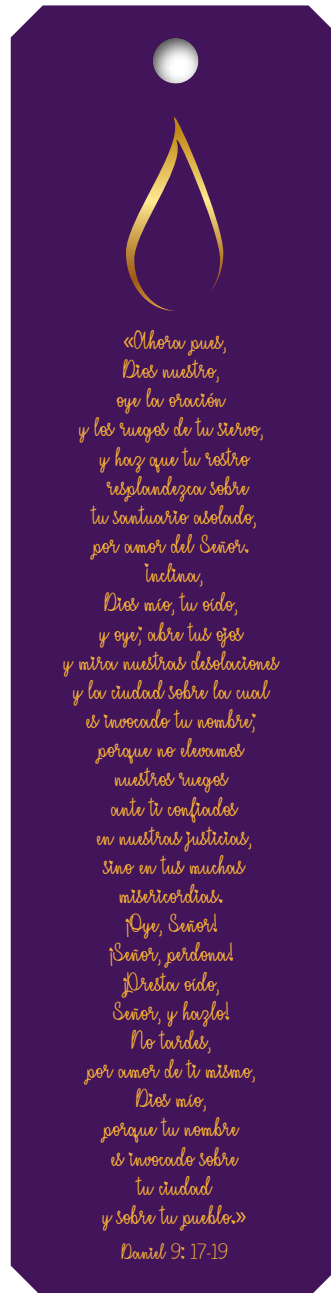 «Ahora pues,
Dios nuestro,
oye la oración
y los ruegos de tu siervo,
y haz que tu rostro
resplandezca sobre
tu santuario asolado,
por amor del Señor.
Inclina,
Dios mío, tu oído,
y oye; abre tus ojos
y mira nuestras desolaciones
y la ciudad sobre la cual
es invocado tu nombre;
porque no elevamos
nuestros ruegos
ante ti confiados
en nuestras justicias,
sino en tus muchas
misericordias.
¡Oye, Señor!
¡Señor, perdona!
¡Presta oído,
Señor, y hazlo!
No tardes,
por amor de ti mismo,
Dios mío,
porque tu nombre
es invocado sobre
tu ciudad
y sobre tu pueblo.»
Daniel 9: 17-19